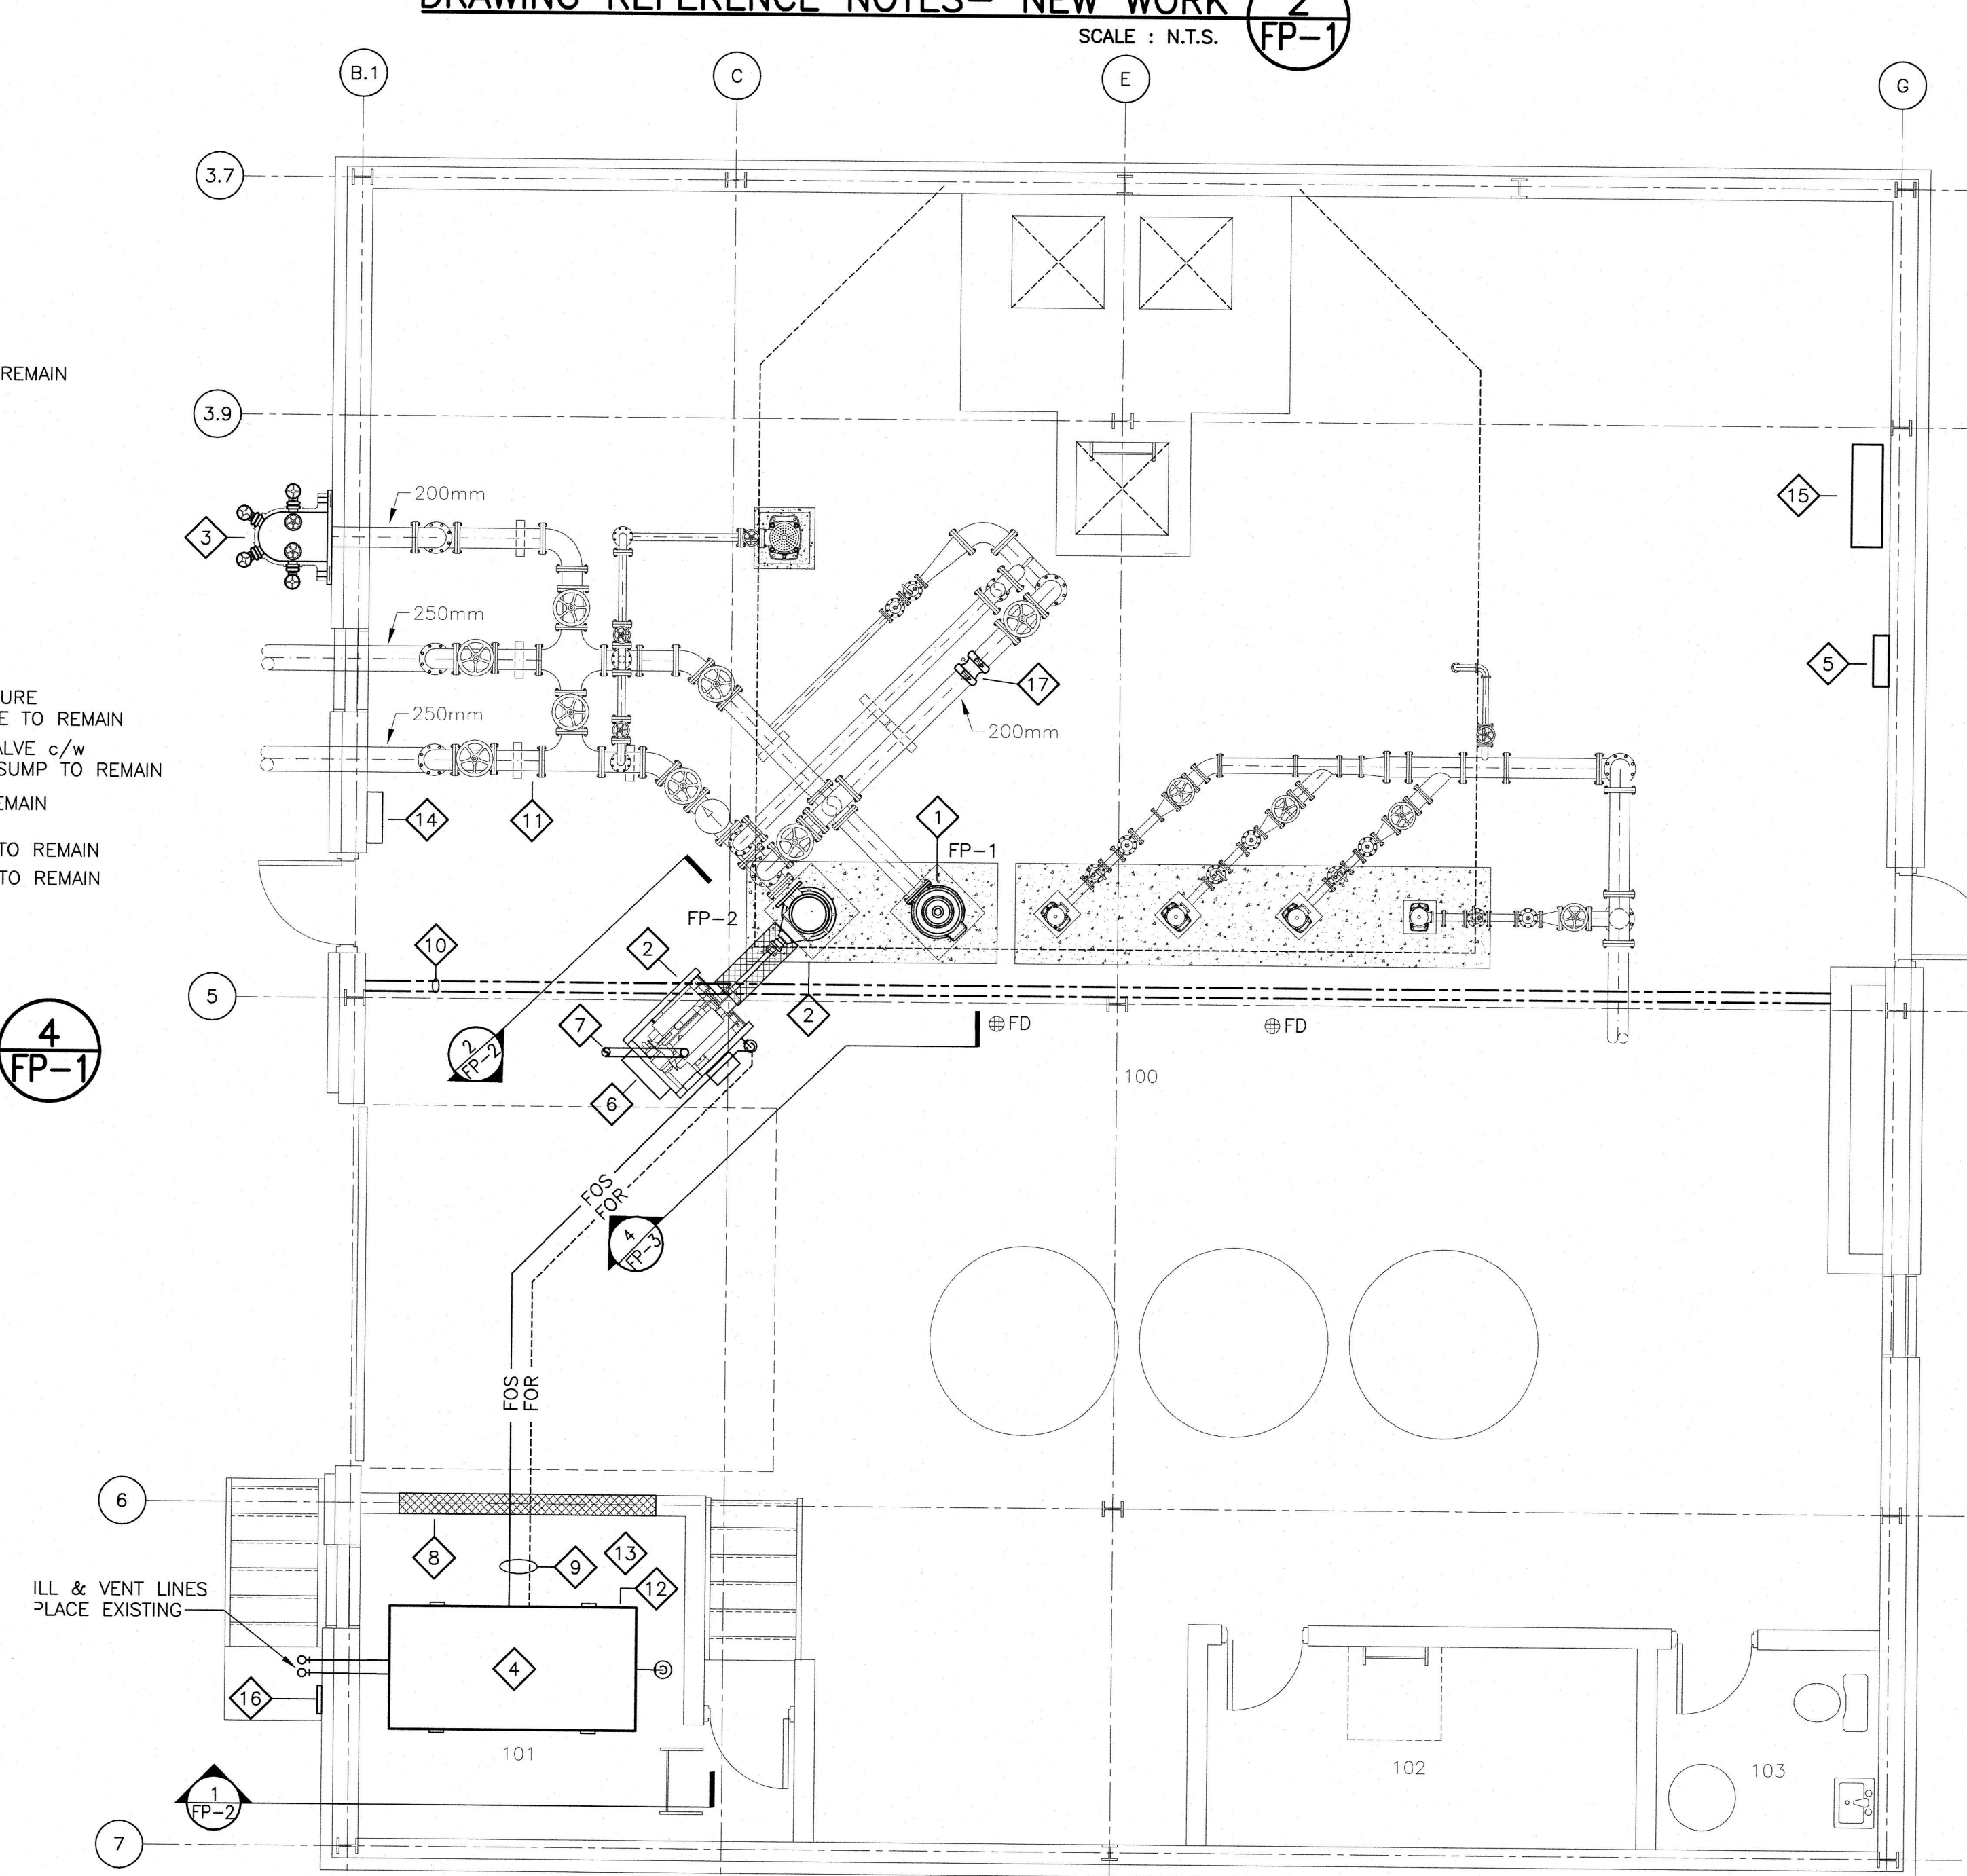 DRAWING REFERENCE NOTES- NEW WORK
2
FP-1
SCALE : N.T.S.
B.1
C
E
G
3.7
REMAIN
3.9
15
200mm
3
250mm
5
17
URE
E TO REMAIN
250mm
200mm
ALVE c/w
SUMP TO REMAIN
EMAIN
14
11
1
TO REMAIN
FP-1
TO REMAIN
FP-2
10
2
5
4
FP-1
7
2
FD
FD
2
FP-2
100
6
FOS
FOR
4
FP-3
FOS
FOR
6
8
9
13
12
ILL & VENT LINES
PLACE EXISTING
4
16
101
102
103
1
FP-2
7